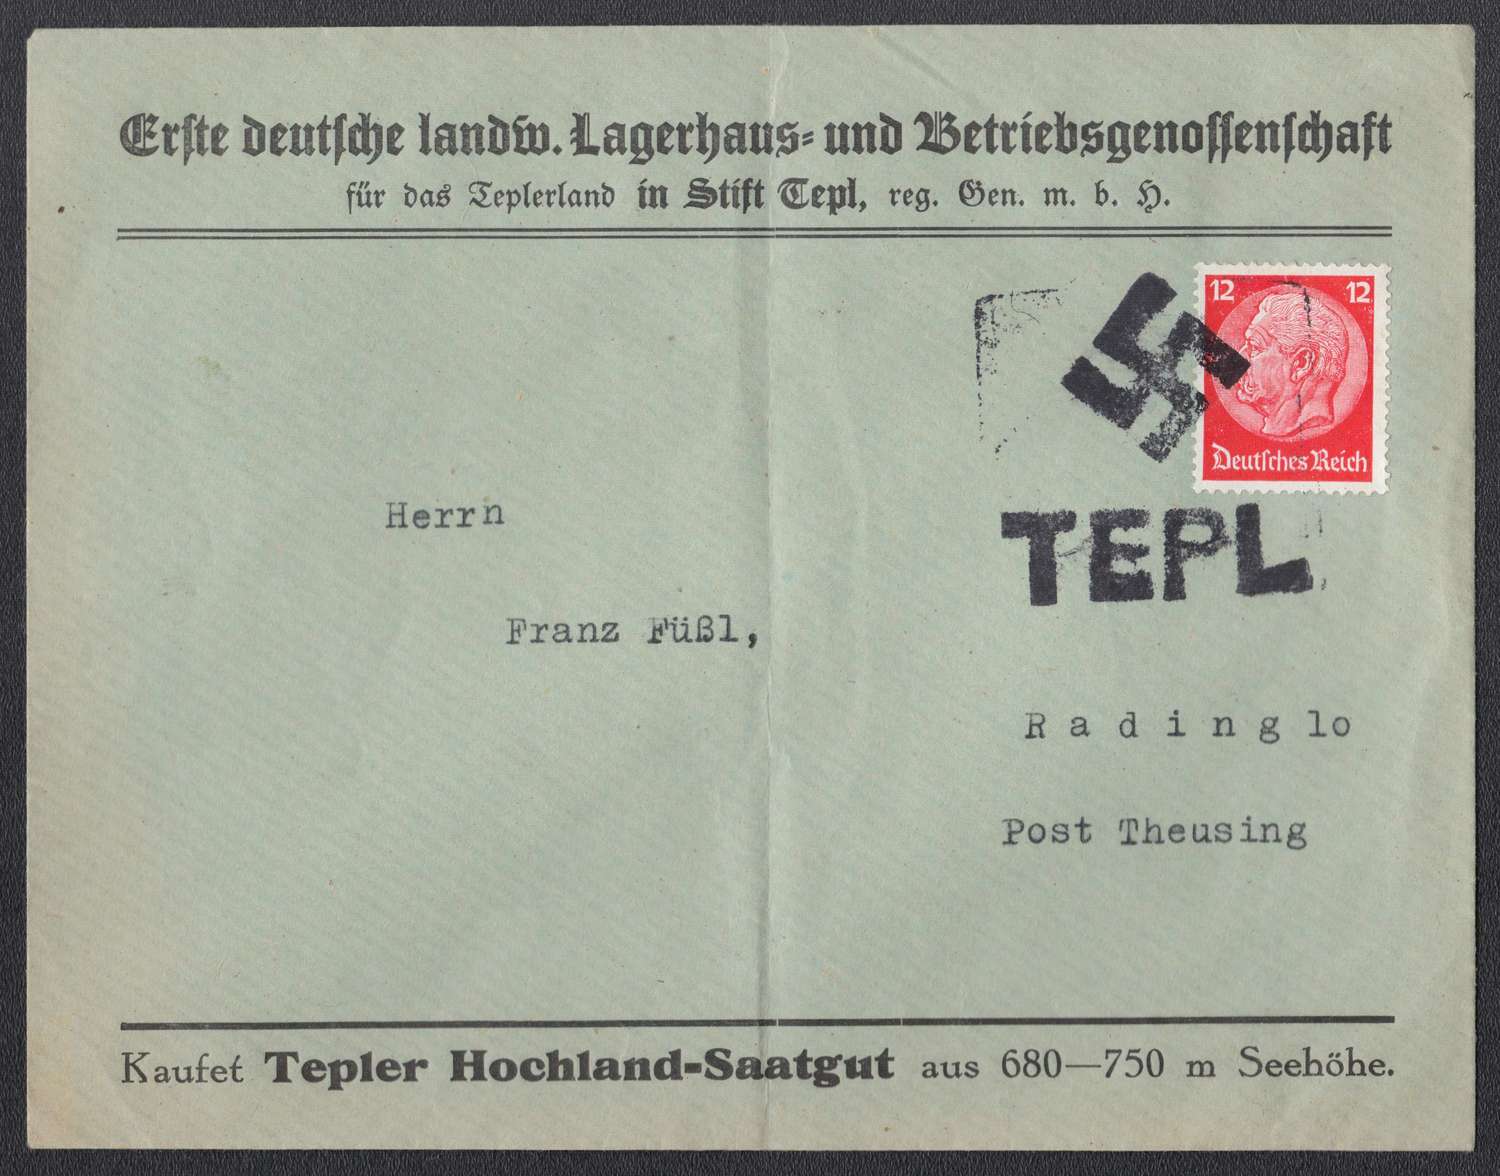 Erste deutsche landw. Lagerhaus- und Betriebsgenossenschaft
für das Teplerland in Stift Tepl, reg. Gen. m. b. H.
12 12
Deutsches Reich
TEPL
Herrn
Franz Füßl,
Radinglo
Post Theusing
Kaufet Tepler Hochland-Saatgut aus 680—750 m Seehöhe.